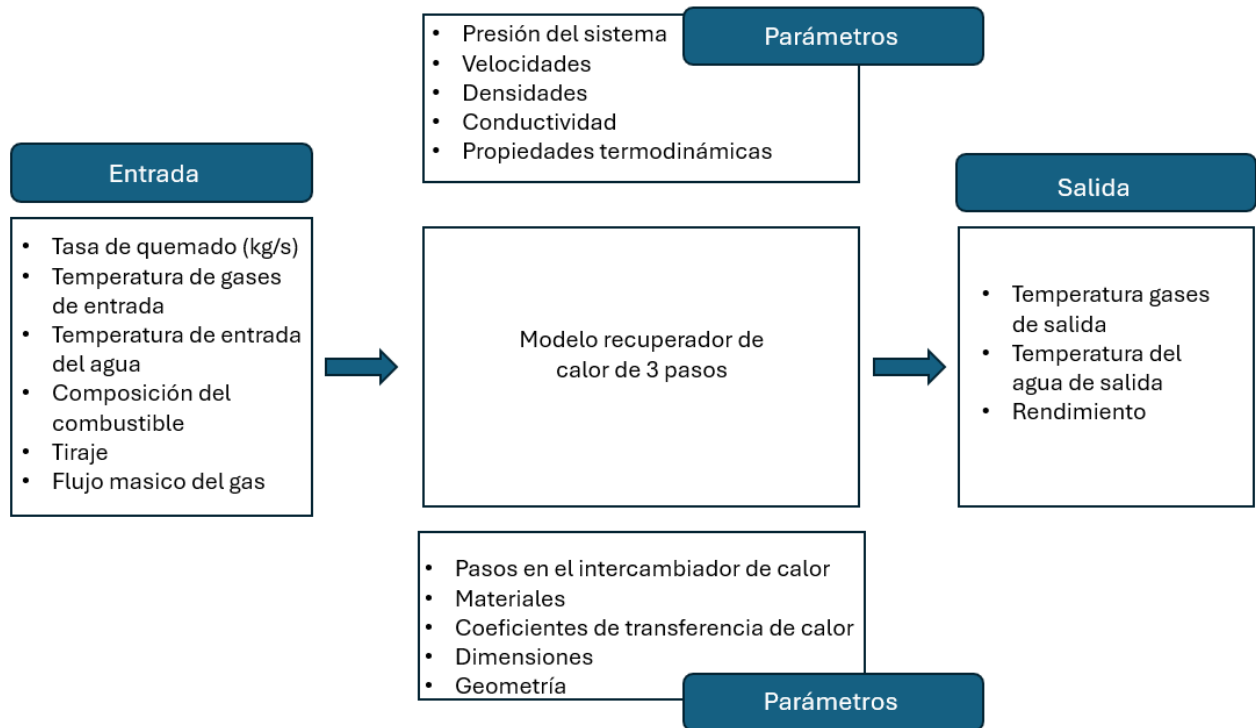 • Presión del sistema
• Velocidades
• Densidades
• Conductividad
• Propiedades termodinámicas
Parámetros
Entrada
• Tasa de quemado (kg/s)
• Temperatura de gases
de entrada
• Temperatura de entrada
del agua
• Composición del
combustible
• Tiraje
• Flujo masico del gas
Modelo recuperador de
calor de 3 pasos
Salida
• Temperatura gases
de salida
• Temperatura del
agua de salida
• Rendimiento
• Pasos en el intercambiador de calor
• Materiales
• Coeficientes de transferencia de calor
• Dimensiones
• Geometría
Parámetros